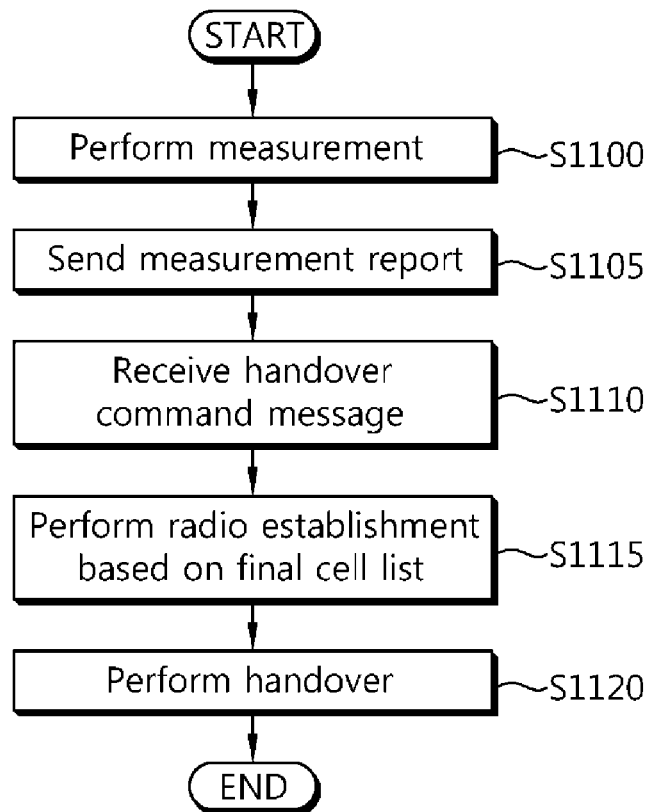 START
Perform measurement
S1100
Send measurement report
S1105
Receive handover
command message
S1110
Perform radio establishment
based on final cell list
S1115
Perform handover
S1120
END